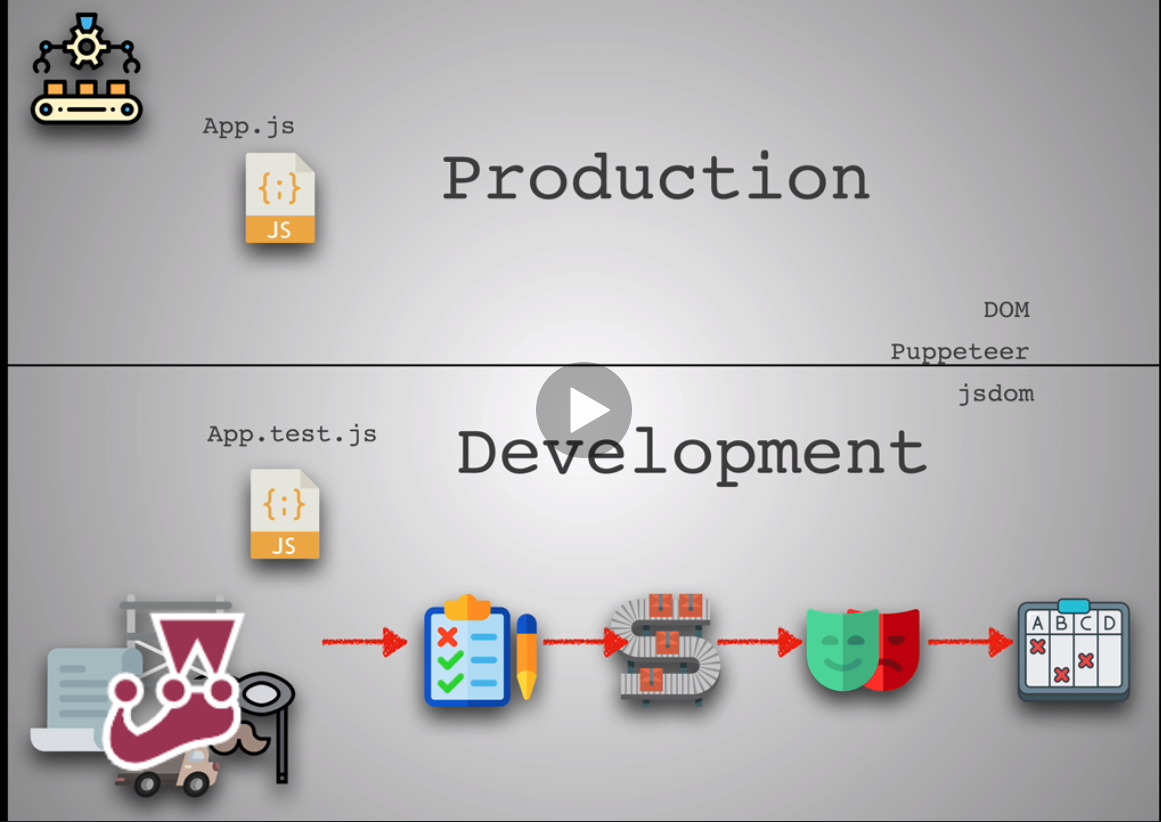 App.js
Production
JS
DOM
Puppeteer
jsdom
App.test.js
Development
JS
A B C D